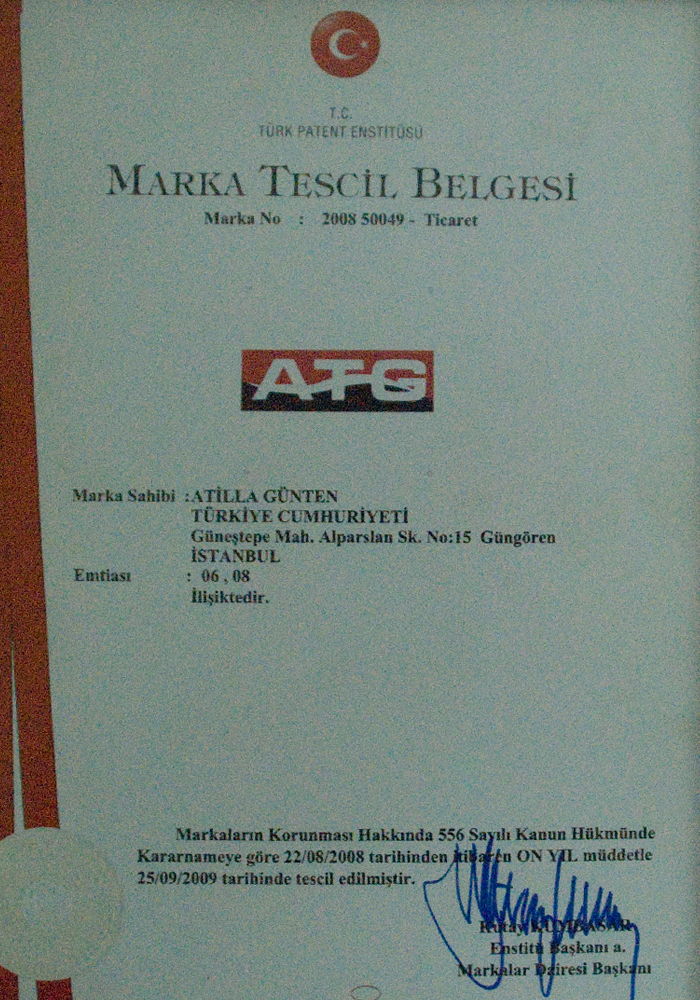 T.C.
TÜRK PATENT ENSTİTÜSÜ
MARKA TESCİL BELGESİ
Marka No : 2008 50049 - Ticaret
ATG
Marka Sahibi :ATİLLA GÜNTEN
TÜRKİYE CUMHURİYETİ
Güneştepe Mah. Alparslan Sk. No:15 Güngören
İSTANBUL
Emtiası : 06 , 08
İlişiktedir.
Markaların Korunması Hakkında 556 Sayılı Kanun Hükmünde
Kararnameye göre 22/08/2008 tarihinden itibaren ON YIL müddetle
25/09/2009 tarihinde tescil edilmiştir.
Kutay KUMBASAR
Enstitü Başkanı a.
Markalar Dairesi Başkanı